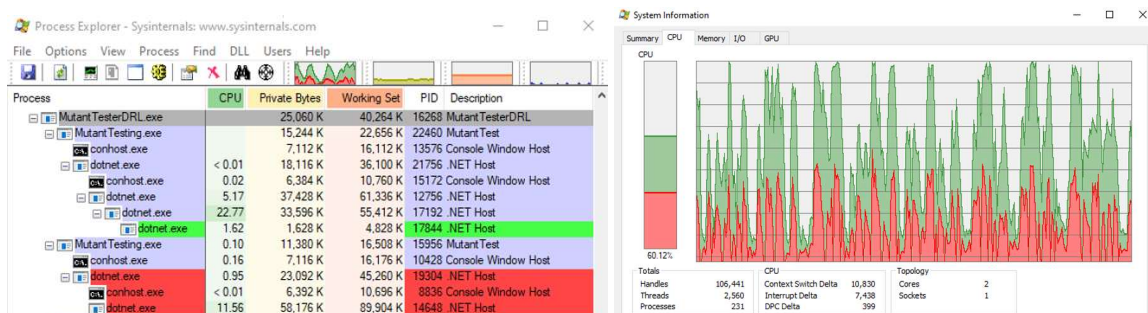 Process Explorer - Sysinternals: www.sysinternals.com
File Options View Process Find DLL Users Help
Process CPU Private Bytes Working Set PID Description
MutantTesterDRL.exe 25,060 K 40,264 K 16268 MutantTesterDRL
MutantTesting.exe 15,244 K 22,656 K 22460 MutantTest
conhost.exe 7,112 K 16,112 K 13576 Console Window Host
dotnet.exe < 0.01 18,116 K 36,100 K 21756 .NET Host
conhost.exe 0.02 6,384 K 10,760 K 15172 Console Window Host
dotnet.exe 5.17 37,428 K 61,336 K 12756 .NET Host
dotnet.exe 22.77 33,596 K 55,412 K 17192 .NET Host
dotnet.exe 1.62 1,628 K 4,828 K 17844 .NET Host
MutantTesting.exe 0.10 11,380 K 16,508 K 15956 MutantTest
conhost.exe 0.16 7,116 K 16,176 K 10428 Console Window Host
dotnet.exe 0.95 23,092 K 45,260 K 19304 .NET Host
conhost.exe < 0.01 6,392 K 10,696 K 8836 Console Window Host
dotnet.exe 11.56 58,176 K 89,904 K 14648 .NET Host
System Information
Summary CPU Memory I/O GPU
CPU
60.12%
Totals CPU Topology
Handles 106,441 Context Switch Delta 10,830 Cores 2
Threads 2,560 Interrupt Delta 7,438 Sockets 1
Processes 231 DPC Delta 399